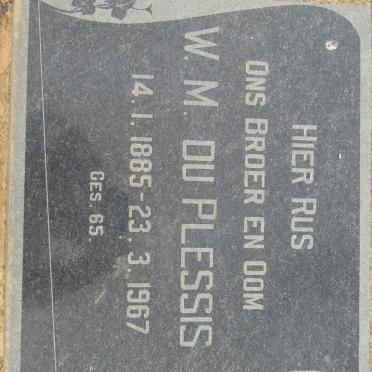 HIER RUS
ONS BROER EN OOM
W. M. DU PLESSIS
14. 1. 1885 - 23. 3. 1967
GES. 65.